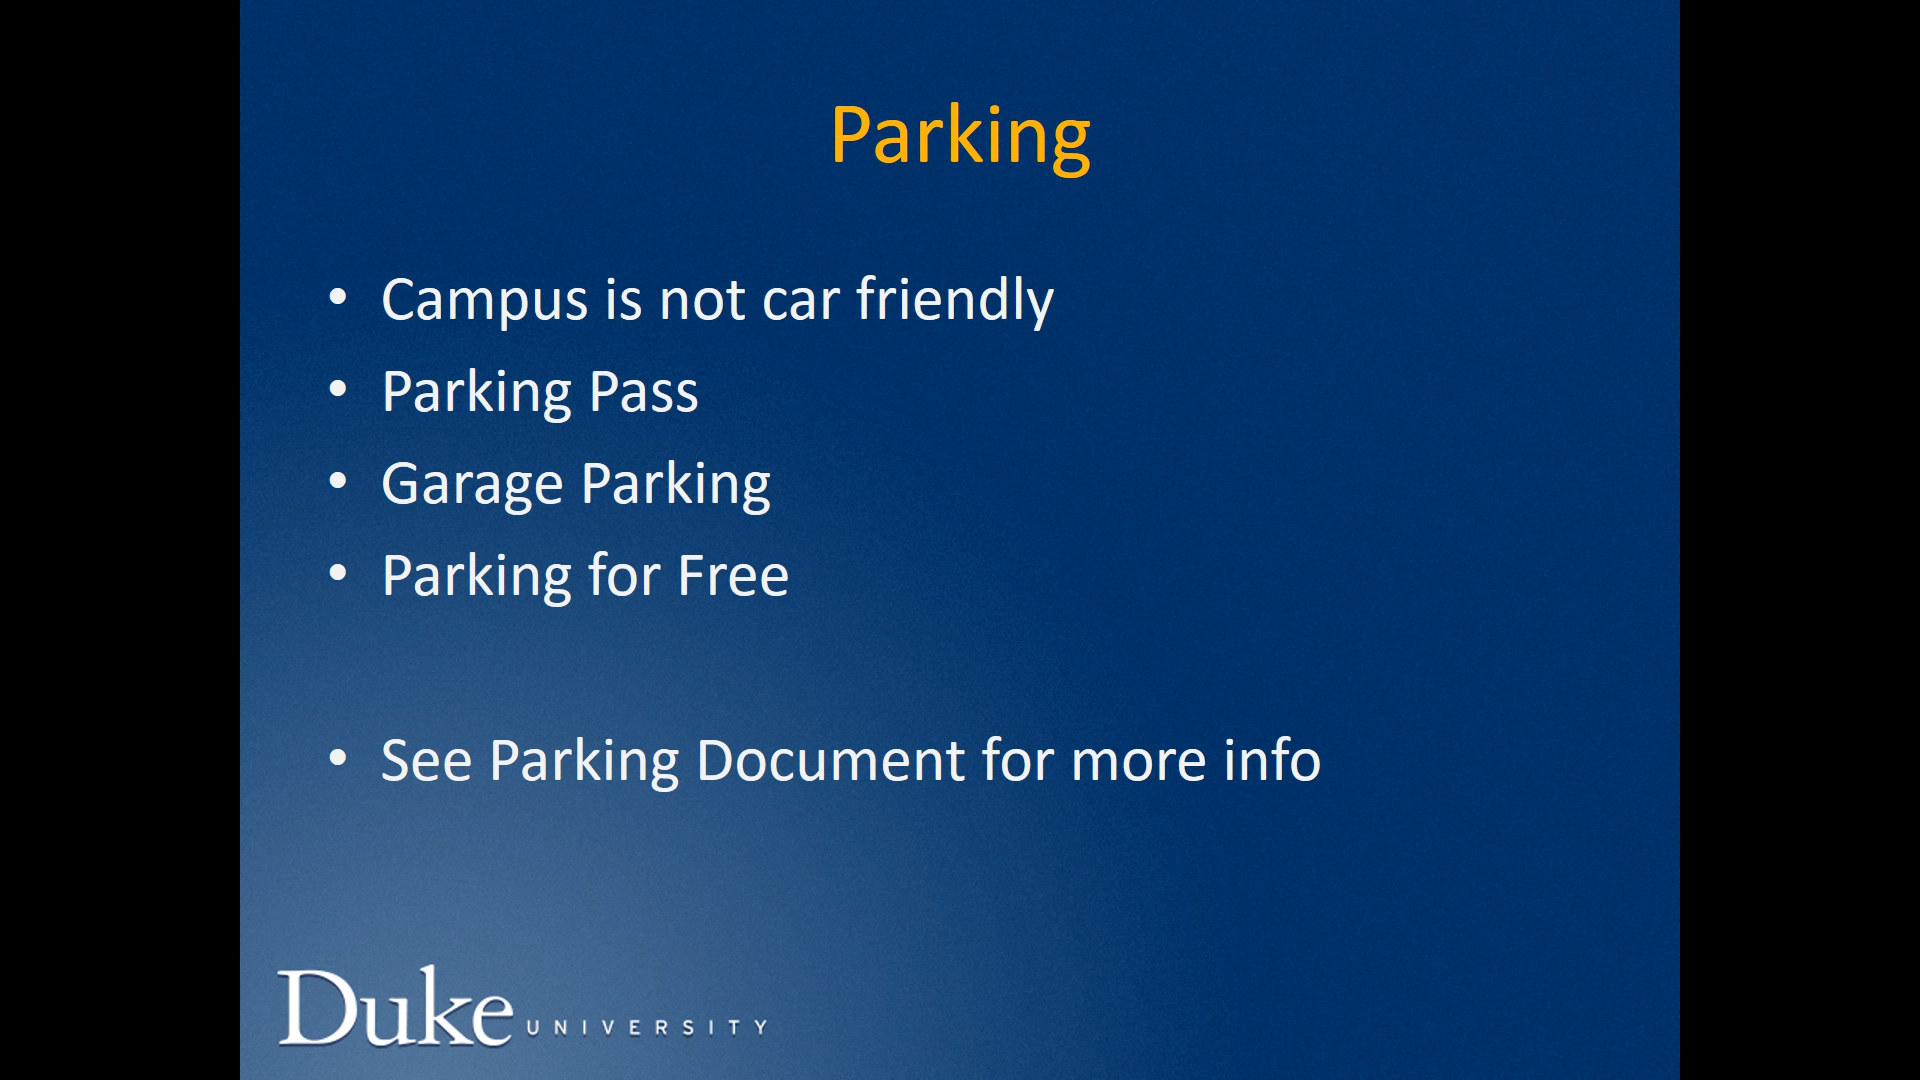 Parking
• Campus is not car friendly
• Parking Pass
• Garage Parking
• Parking for Free
• See Parking Document for more info
Duke UNIVERSITY